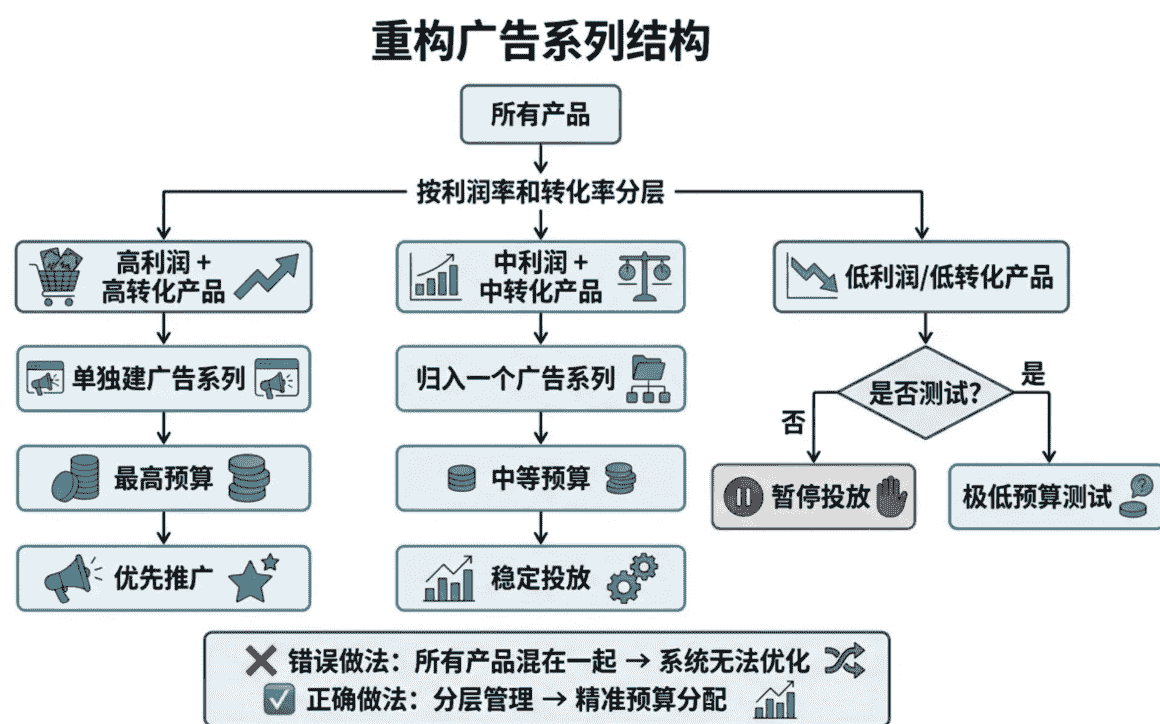 重构广告系列结构
所有产品
按利润率和转化率分层
高利润 +
高转化产品
中利润 +
中转化产品
低利润/低转化产品
单独建广告系列
归入一个广告系列
是否测试?
是
否
最高预算
中等预算
暂停投放
极低预算测试
?
优先推广
稳定投放
错误做法：所有产品混在一起 → 系统无法优化
正确做法：分层管理 → 精准预算分配